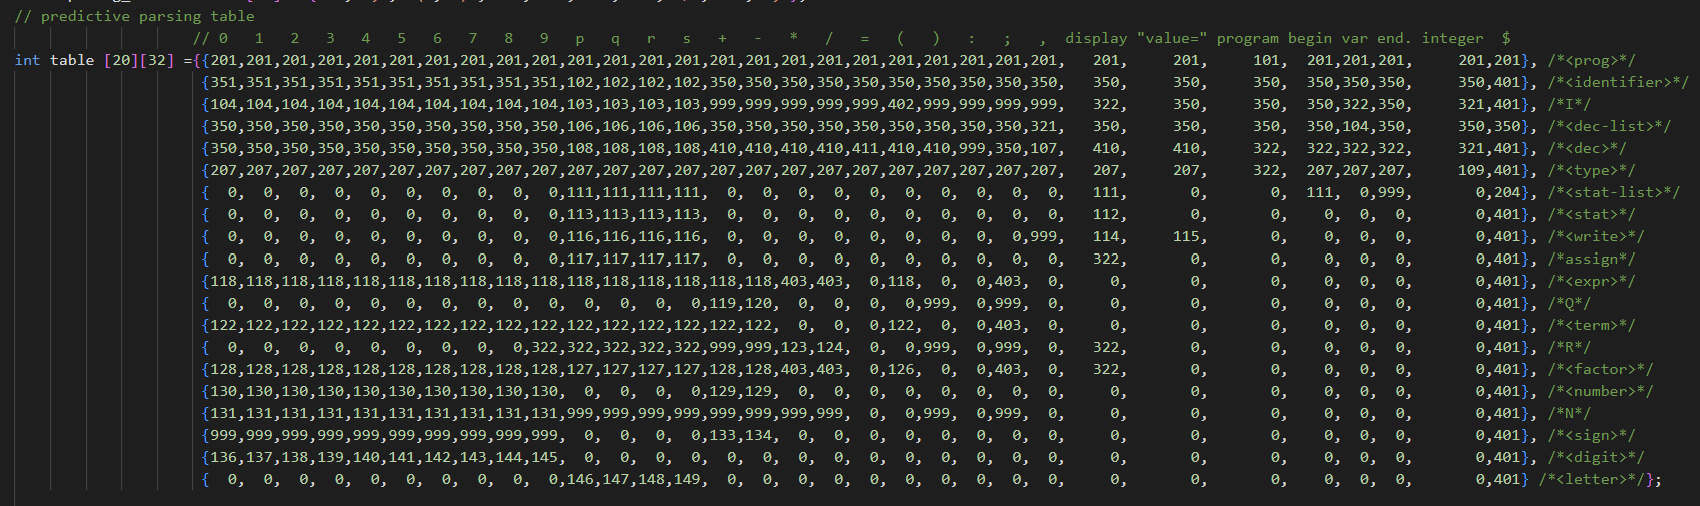 // predictive parsing table
// 0 1 2 3 4 5 6 7 8 9 p q r s + - * / = ( ) : ; , display "value=" program begin var end. integer $
int table [20][32] ={{201,201,201,201,201,201,201,201,201,201,201,201,201,201,201,201,201,201,201,201,201,201,201,201, 201, 201, 101, 201,201,201, 201,201}, /*<prog>*/
{351,351,351,351,351,351,351,351,351,351,102,102,102,102,350,350,350,350,350,350,350,350,350,350, 350, 350, 350, 350,350,350, 350,401}, /*<identifier>*/
{104,104,104,104,104,104,104,104,104,104,103,103,103,103,999,999,999,999,999,402,999,999,999,999, 322, 350, 350, 350,322,350, 321,401}, /*I*/
{350,350,350,350,350,350,350,350,350,350,106,106,106,106,350,350,350,350,350,350,350,350,350,321, 350, 350, 350, 350,104,350, 350,350}, /*<dec-list>*/
{350,350,350,350,350,350,350,350,350,350,108,108,108,108,410,410,410,410,411,410,410,999,350,107, 410, 410, 322, 322,322,322, 321,401}, /*<dec>*/
{207,207,207,207,207,207,207,207,207,207,207,207,207,207,207,207,207,207,207,207,207,207,207,207, 207, 207, 322, 207,207,207, 109,401}, /*<type>*/
{ 0, 0, 0, 0, 0, 0, 0, 0, 0, 0,111,111,111,111, 0, 0, 0, 0, 0, 0, 0, 0, 0, 0, 111, 0, 0, 111, 0,999, 0,204}, /*<stat-list>*/
{ 0, 0, 0, 0, 0, 0, 0, 0, 0, 0,113,113,113,113, 0, 0, 0, 0, 0, 0, 0, 0, 0, 0, 112, 0, 0, 0, 0, 0, 0,401}, /*<stat>*/
{ 0, 0, 0, 0, 0, 0, 0, 0, 0, 0,116,116,116,116, 0, 0, 0, 0, 0, 0, 0, 0, 0,999, 114, 115, 0, 0, 0, 0, 0,401}, /*<write>*/
{ 0, 0, 0, 0, 0, 0, 0, 0, 0, 0,117,117,117,117, 0, 0, 0, 0, 0, 0, 0, 0, 0, 0, 322, 0, 0, 0, 0, 0, 0,401}, /*assign*/
{118,118,118,118,118,118,118,118,118,118,118,118,118,118,118,118,403,403, 0,118, 0, 0,403, 0, 0, 0, 0, 0, 0, 0, 0,401}, /*<expr>*/
{ 0, 0, 0, 0, 0, 0, 0, 0, 0, 0, 0, 0, 0, 0,119,120, 0, 0, 0, 0,999, 0,999, 0, 0, 0, 0, 0, 0, 0, 0,401}, /*Q*/
{122,122,122,122,122,122,122,122,122,122,122,122,122,122,122,122, 0, 0, 0,122, 0, 0,403, 0, 0, 0, 0, 0, 0, 0, 0,401}, /*<term>*/
{ 0, 0, 0, 0, 0, 0, 0, 0, 0,322,322,322,322,322,999,999,123,124, 0, 0,999, 0,999, 0, 322, 0, 0, 0, 0, 0, 0,401}, /*R*/
{128,128,128,128,128,128,128,128,128,128,127,127,127,127,128,128,403,403, 0,126, 0, 0,403, 0, 322, 0, 0, 0, 0, 0, 0,401}, /*<factor>*/
{130,130,130,130,130,130,130,130,130,130, 0, 0, 0, 0,129,129, 0, 0, 0, 0, 0, 0, 0, 0, 0, 0, 0, 0, 0, 0, 0,401}, /*<number>*/
{131,131,131,131,131,131,131,131,131,131,999,999,999,999,999,999,999,999, 0, 0,999, 0,999, 0, 0, 0, 0, 0, 0, 0, 0,401}, /*N*/
{999,999,999,999,999,999,999,999,999,999, 0, 0, 0, 0,133,134, 0, 0, 0, 0, 0, 0, 0, 0, 0, 0, 0, 0, 0, 0, 0,401}, /*<sign>*/
{136,137,138,139,140,141,142,143,144,145, 0, 0, 0, 0, 0, 0, 0, 0, 0, 0, 0, 0, 0, 0, 0, 0, 0, 0, 0, 0, 0,401}, /*<digit>*/
{ 0, 0, 0, 0, 0, 0, 0, 0, 0, 0,146,147,148,149, 0, 0, 0, 0, 0, 0, 0, 0, 0, 0, 0, 0, 0, 0, 0, 0, 0,401} /*<letter>*/};